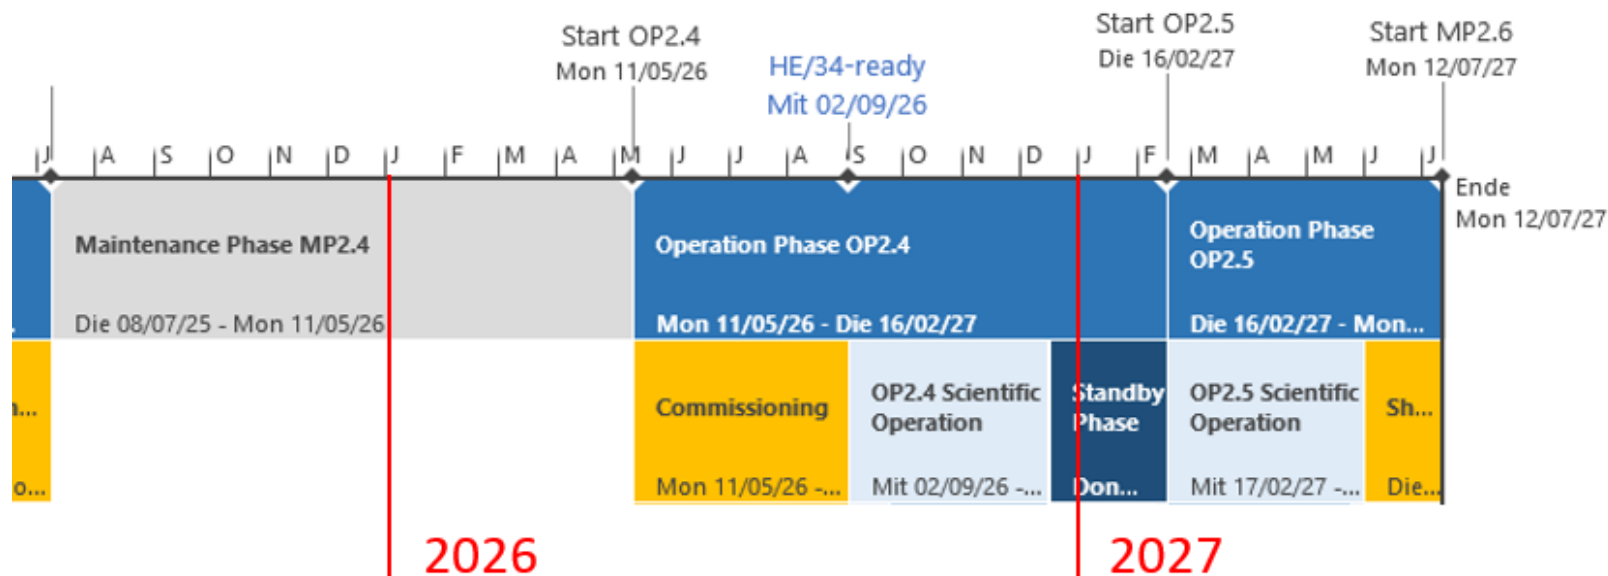 Start OP2.4
Mon 11/05/26
HE/34-ready
Mit 02/09/26
Start OP2.5
Die 16/02/27
Start MP2.6
Mon 12/07/27
J A S O N D J F M A M J J A S O N D J F M A M J J
Ende
Mon 12/07/27
Maintenance Phase MP2.4
Die 08/07/25 - Mon 11/05/26
Operation Phase OP2.4
Mon 11/05/26 - Die 16/02/27
Operation Phase
OP2.5
Die 16/02/27 - Mon...
Commissioning
Mon 11/05/26 -...
OP2.4 Scientific
Operation
Mit 02/09/26 -...
Standby
Phase
Don...
OP2.5 Scientific
Operation
Mit 17/02/27 -...
Sh...
Die...
2026
2027